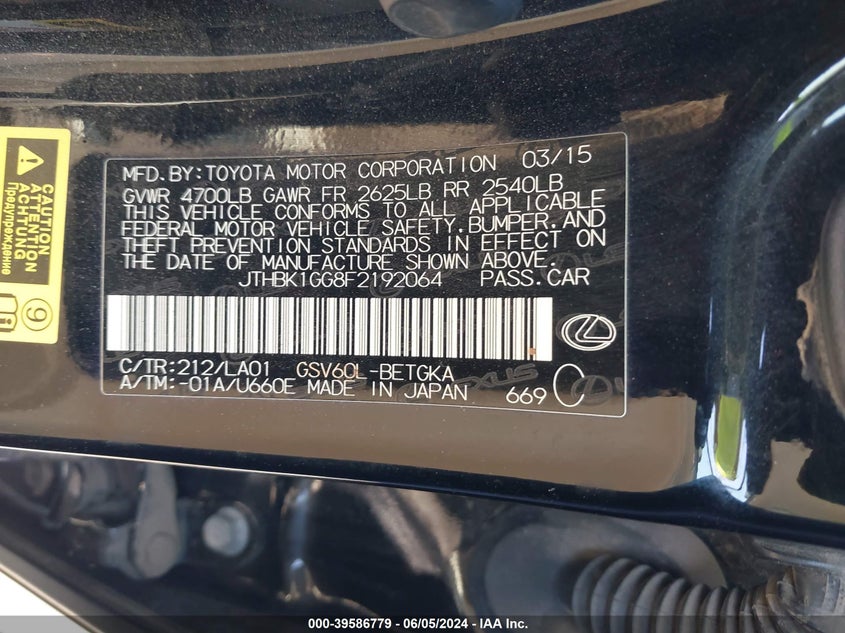 MFD.BY:TOYOTA MOTOR CORPORATION 03/15
GVWR 4700LB GAWR FR 2625LB RR 2540LB
THIS VEHICLE CONFORMS TO ALL APPLICABLE
FEDERAL MOTOR VEHICLE SAFETY,BUMPER,AND
THEFT PREVENTION STANDARDS IN EFFECT ON
THE DATE OF MANUFACTURE SHOWN ABOVE.
JTHBK1GG8F2192064 PASS.CAR
C/TR:212/LA01 GSV60L-BETGKA
A/TM:-01A/U660E MADE IN JAPAN 669 C
CAUTION
ATTENTION
ACHTUNG
Предупреждение
9
000-39586779 - 06/05/2024 - IAA Inc.